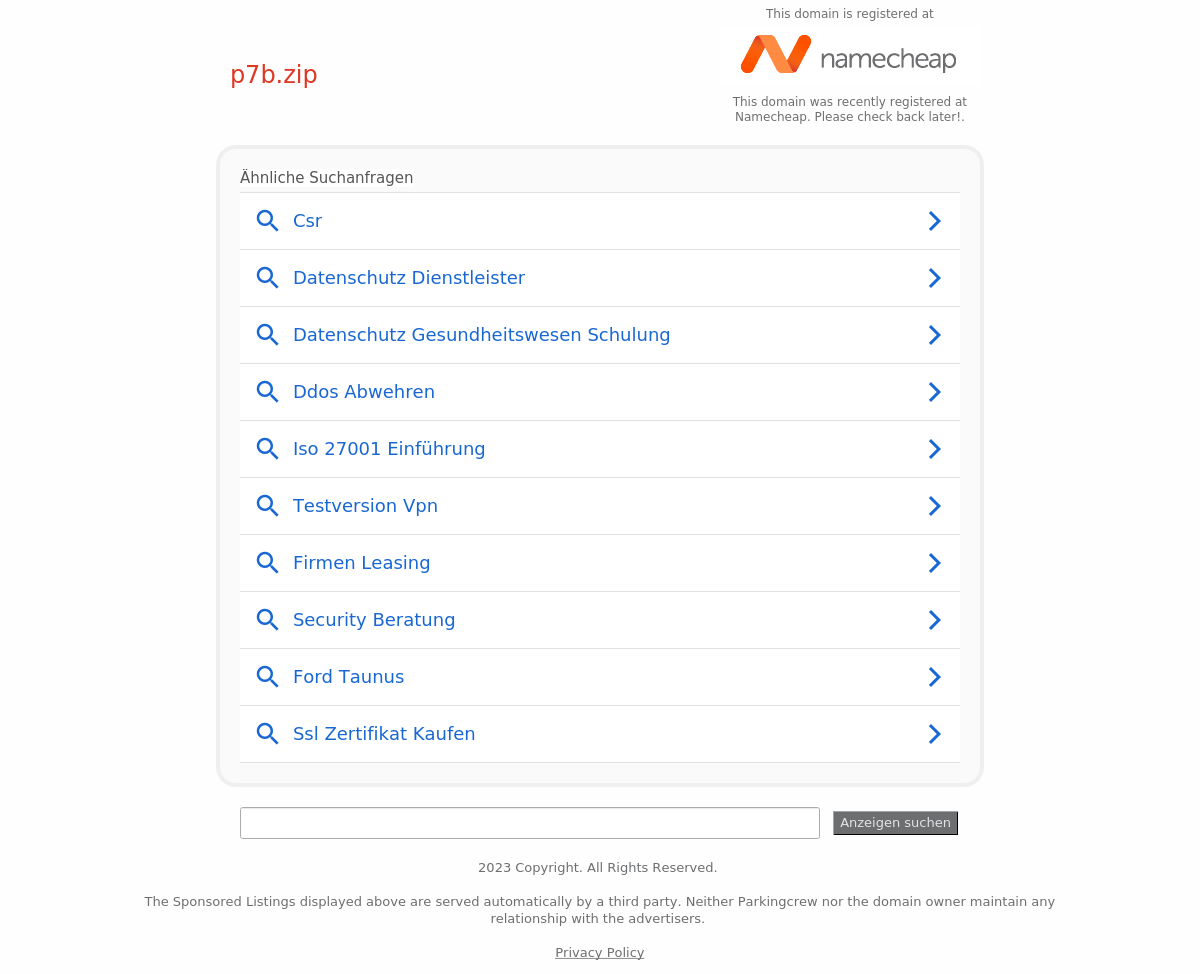 This domain is registered at
namecheap
p7b.zip
This domain was recently registered at
Namecheap. Please check back later!.
Ähnliche Suchanfragen
Csr
Datenschutz Dienstleister
Datenschutz Gesundheitswesen Schulung
Ddos Abwehren
Iso 27001 Einführung
Testversion Vpn
Firmen Leasing
Security Beratung
Ford Taunus
Ssl Zertifikat Kaufen
Anzeigen suchen
2023 Copyright. All Rights Reserved.
The Sponsored Listings displayed above are served automatically by a third party. Neither Parkingcrew nor the domain owner maintain any
relationship with the advertisers.
Privacy Policy